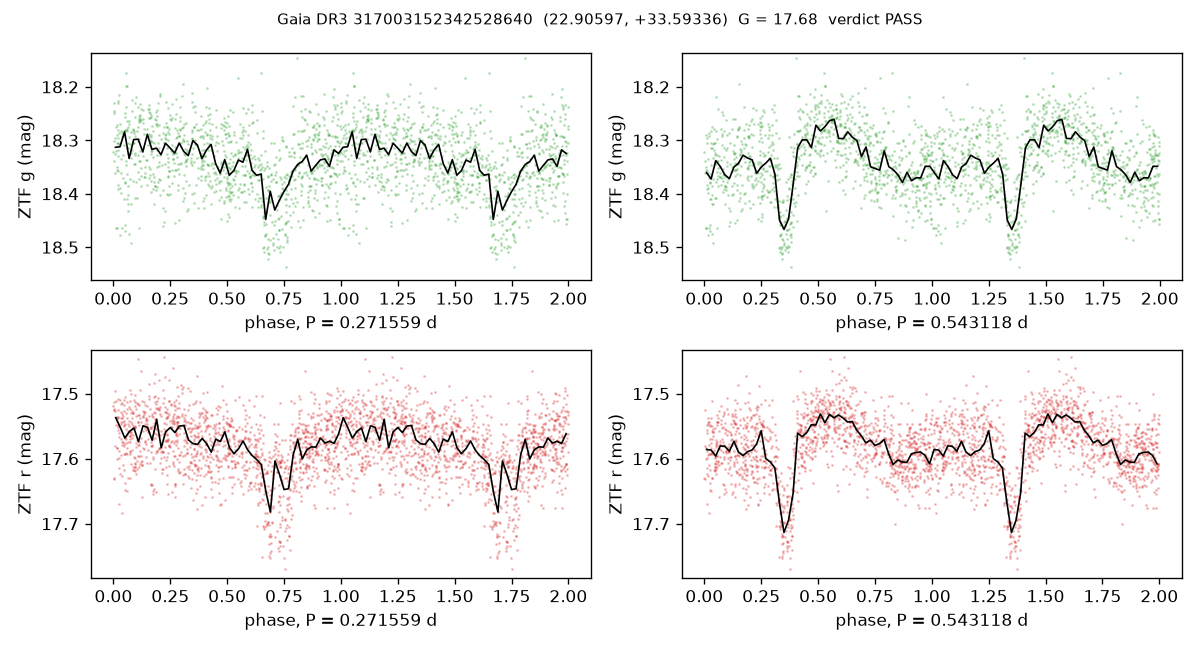 Gaia DR3 317003152342528640 (22.90597, +33.59336) G = 17.68 verdict PASS
ZTF g (mag)
18.2
18.3
18.4
18.5
0.00 0.25 0.50 0.75 1.00 1.25 1.50 1.75 2.00
phase, P = 0.271559 d
ZTF g (mag)
18.2
18.3
18.4
18.5
0.00 0.25 0.50 0.75 1.00 1.25 1.50 1.75 2.00
phase, P = 0.543118 d
ZTF r (mag)
17.5
17.6
17.7
0.00 0.25 0.50 0.75 1.00 1.25 1.50 1.75 2.00
phase, P = 0.271559 d
ZTF r (mag)
17.5
17.6
17.7
0.00 0.25 0.50 0.75 1.00 1.25 1.50 1.75 2.00
phase, P = 0.543118 d